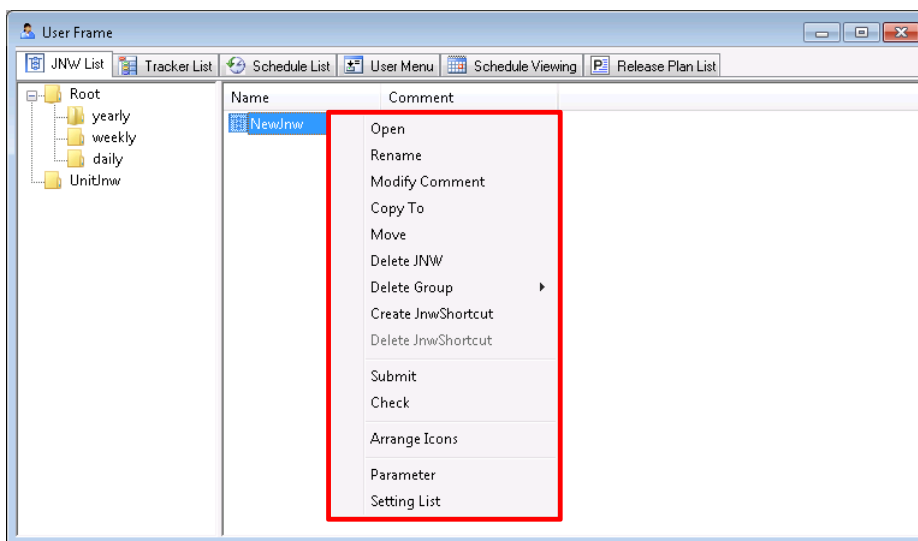 User Frame
JNW List Tracker List Schedule List User Menu Schedule Viewing Release Plan List
Root
yearly
weekly
daily
UnitJnw
Name Comment
NewJnw
Open
Rename
Modify Comment
Copy To
Move
Delete JNW
Delete Group
Create JnwShortcut
Delete JnwShortcut
Submit
Check
Arrange Icons
Parameter
Setting List